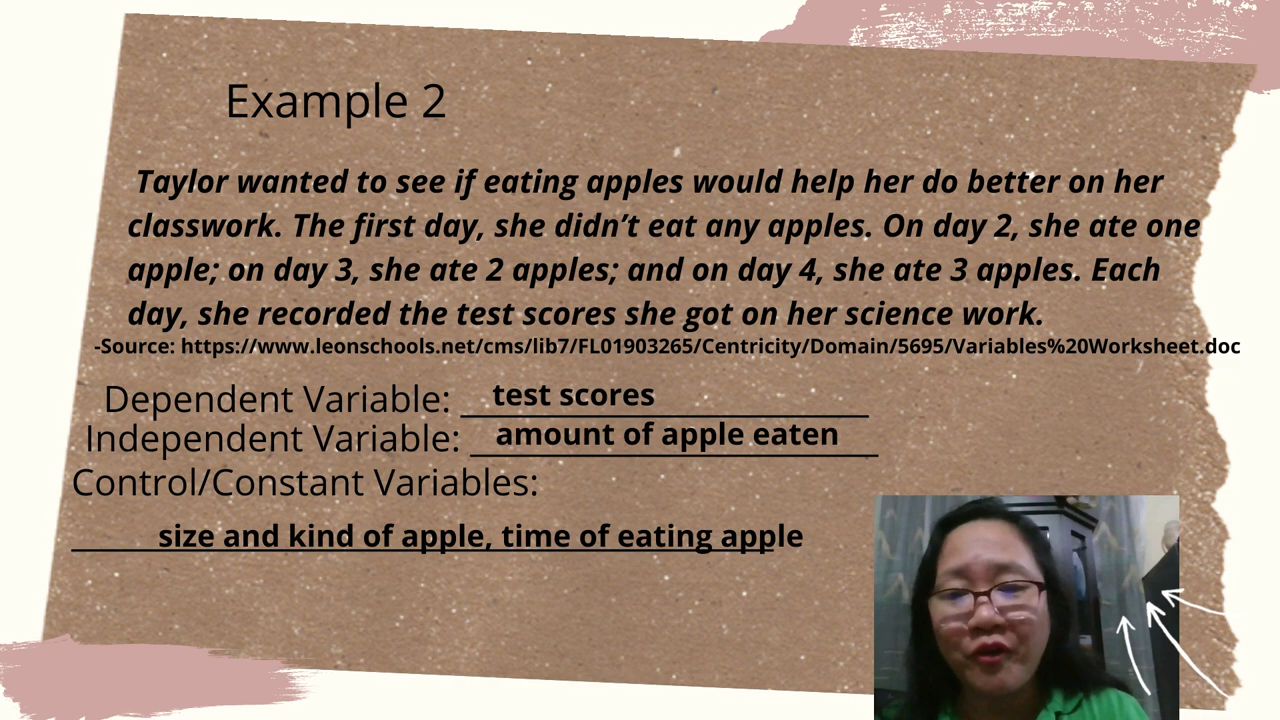 Example 2
Taylor wanted to see if eating apples would help her do better on her
classwork. The first day, she didn’t eat any apples. On day 2, she ate one
apple; on day 3, she ate 2 apples; and on day 4, she ate 3 apples. Each
day, she recorded the test scores she got on her science work.
-Source: https://www.leonschools.net/cms/lib7/FL01903265/Centricity/Domain/5695/Variables%20Worksheet.doc
Dependent Variable: test scores
Independent Variable: amount of apple eaten
Control/Constant Variables:
size and kind of apple, time of eating apple